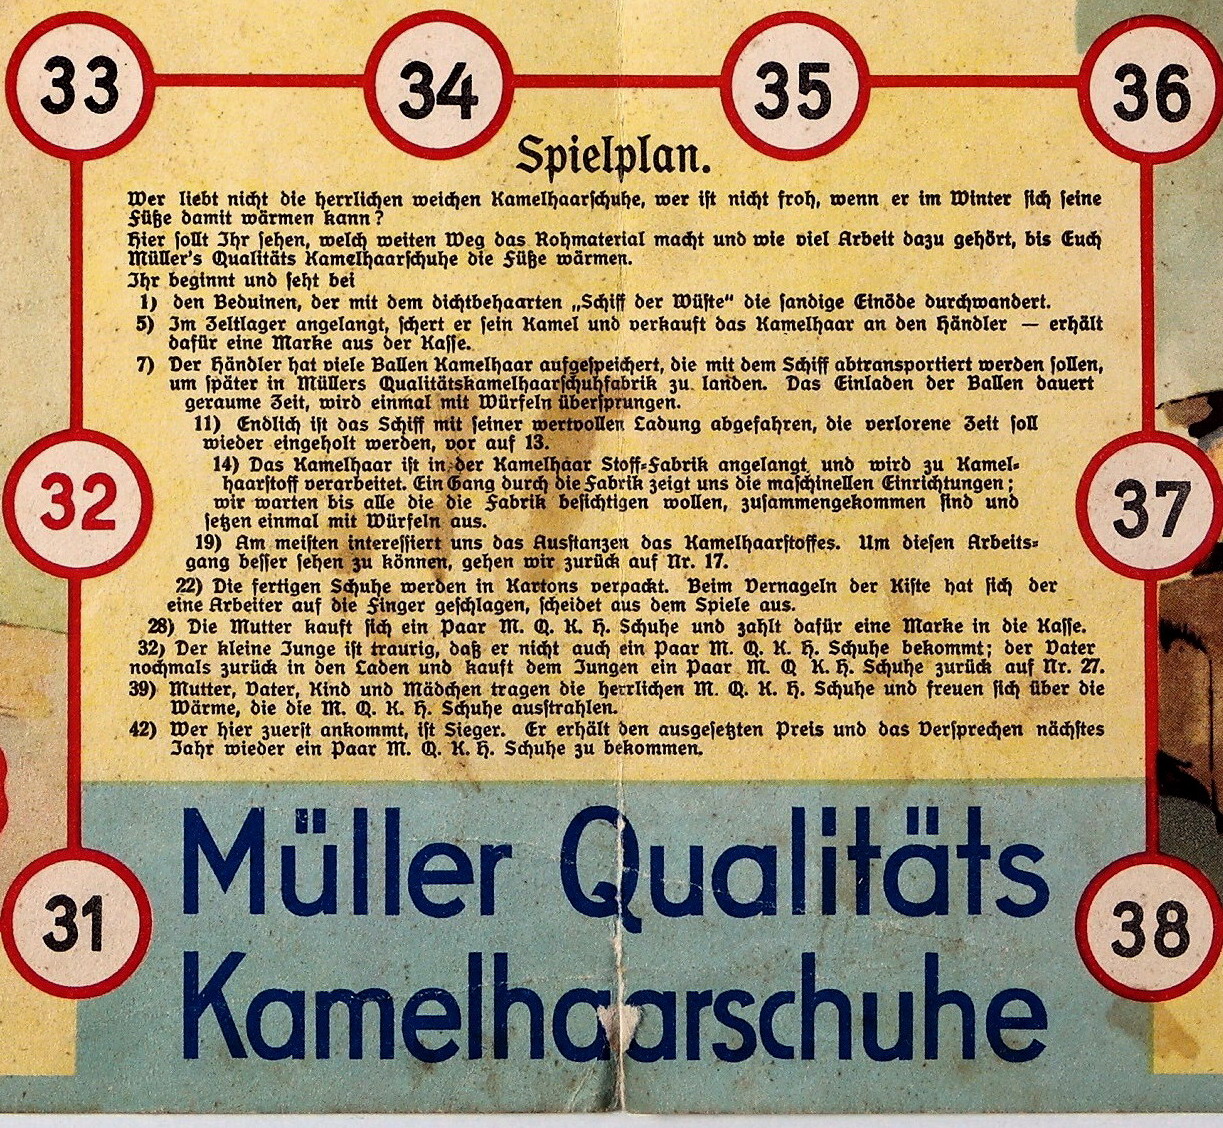 33
34
35
36
Spielplan.
Wer liebt nicht die herrlichen weichen Kamelhaarschuhe, wer ist nicht froh, wenn er im Winter sich seine
Füße damit wärmen kann?
Hier sollt Ihr sehen, welch weiten Weg das Rohmaterial macht und wie viel Arbeit dazu gehört, bis Euch
Müller's Qualitäts Kamelhaarschuhe die Füße wärmen.
Ihr beginnt und seht bei
1) den Beduinen, der mit dem dichtbehaarten „Schiff der Wüste“ die sandige Einöde durchwandert.
5) Im Zeltlager angelangt, schert er sein Kamel und verkauft das Kamelhaar an den Händler — erhält
dafür eine Marke aus der Kasse.
7) Der Händler hat viele Ballen Kamelhaar aufgespeichert, die mit dem Schiff abtransportiert werden sollen,
um später in Müllers Qualitätskamelhaarschuhfabrik zu landen. Das Einladen der Ballen dauert
geraume Zeit, wird einmal mit Würfeln übersprungen.
11) Endlich ist das Schiff mit seiner wertvollen Ladung abgefahren, die verlorene Zeit soll
wieder eingeholt werden, vor auf 13.
14) Das Kamelhaar ist in der Kamelhaar Stoff-Fabrik angelangt und wird zu Kamel-
haarstoff verarbeitet. Ein Gang durch die Fabrik zeigt uns die maschinellen Einrichtungen;
wir warten bis alle die die Fabrik besichtigen wollen, zusammengekommen sind und
setzen einmal mit Würfeln aus.
32
37
19) Am meisten interessiert uns das Ausstanzen das Kamelhaarstoffes. Um diesen Arbeits-
gang besser sehen zu können, gehen wir zurück auf Nr. 17.
22) Die fertigen Schuhe werden in Kartons verpackt. Beim Vernageln der Kiste hat sich der
eine Arbeiter auf die Finger geschlagen, scheidet aus dem Spiele aus.
28) Die Mutter kauft sich ein Paar M. Q. K. H. Schuhe und zahlt dafür eine Marke in die Kasse.
32) Der kleine Junge ist traurig, daß er nicht auch ein Paar M. Q. K. H. Schuhe bekommt; der Vater
nochmals zurück in den Laden und kauft dem Jungen ein Paar M. Q K. H. Schuhe zurück auf Nr. 27.
39) Mutter, Vater, Kind und Mädchen tragen die herrlichen M. Q. K. H. Schuhe und freuen sich über die
Wärme, die die M. Q. K. H. Schuhe ausstrahlen.
42) Wer hier zuerst ankommt, ist Sieger. Er erhält den ausgesetzten Preis und das Versprechen nächstes
Jahr wieder ein Paar M. Q. K. H. Schuhe zu bekommen.
Müller Qualitäts
31
38
Kamelhaarschuhe